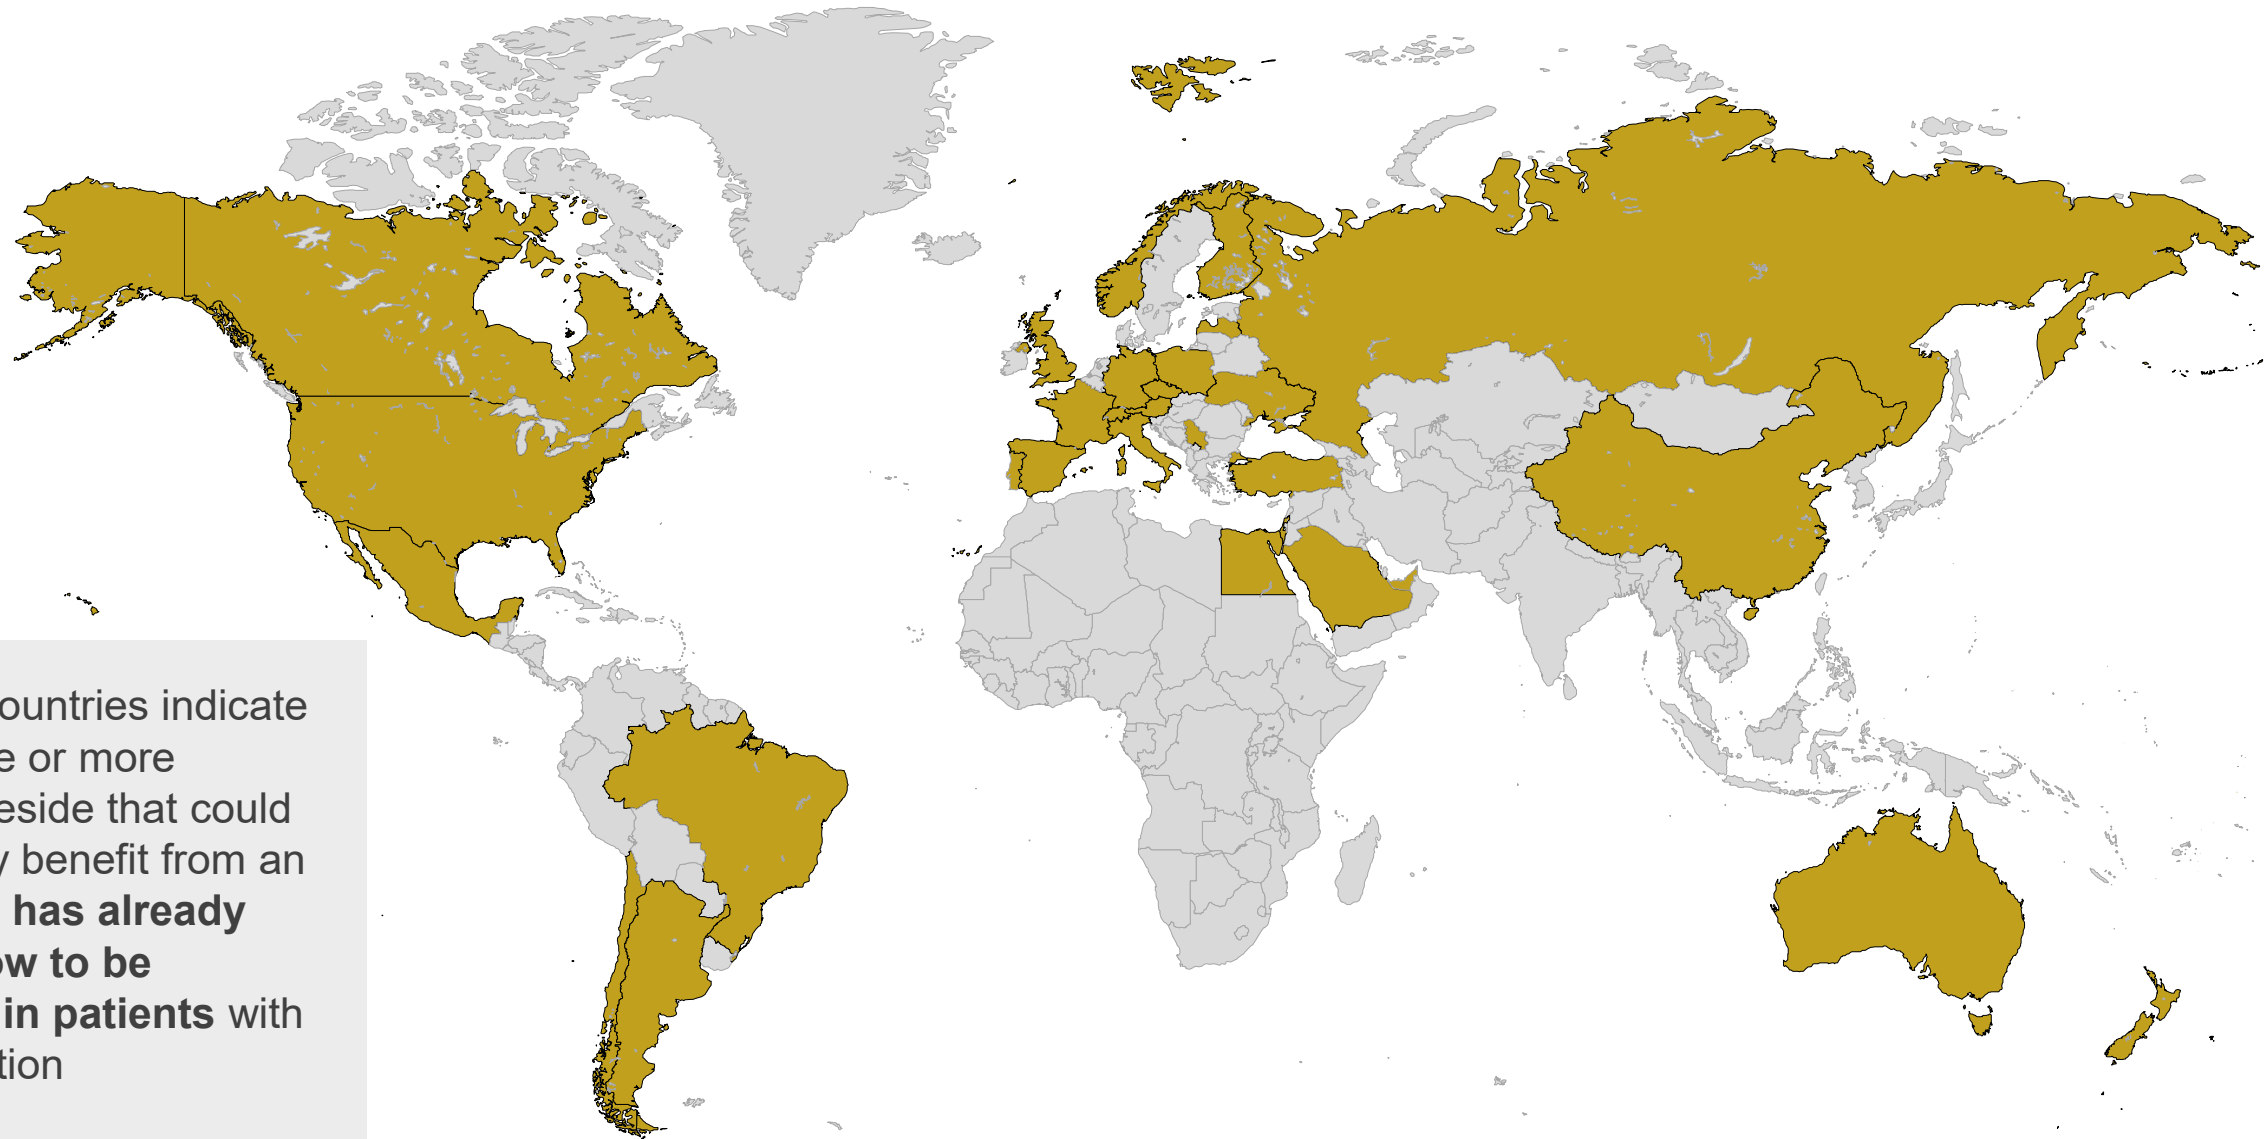 ountries indicate
e or more
eside that could
y benefit from an
has already
ow to be
in patients with
tion